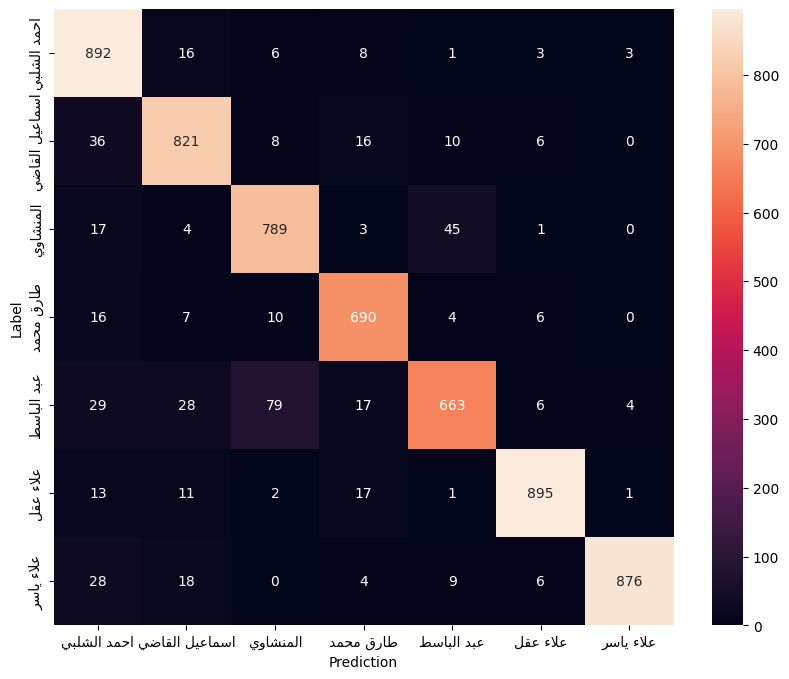 احمد الشلبي 892 16 6 8 1 3 3
اسماعيل القاضي 36 821 8 16 10 6 0
المنشاوي 17 4 789 3 45 1 0
طارق محمد 16 7 10 690 4 6 0
عبد الباسط 29 28 79 17 663 6 4
علاء عقل 13 11 2 17 1 895 1
علاء ياسر 28 18 0 4 9 6 876
Label
احمد الشلبي
اسماعيل القاضي
المنشاوي
طارق محمد
عبد الباسط
علاء عقل
علاء ياسر
Prediction
800
700
600
500
400
300
200
100
0